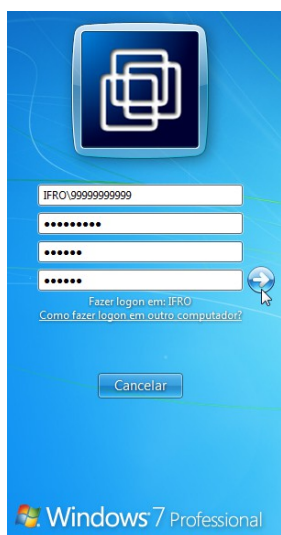 IFRO\99999999999
•••••••••
••••••
••••••
Fazer logon em: IFRO
Como fazer logon em outro computador?
Cancelar
Windows 7 Professional